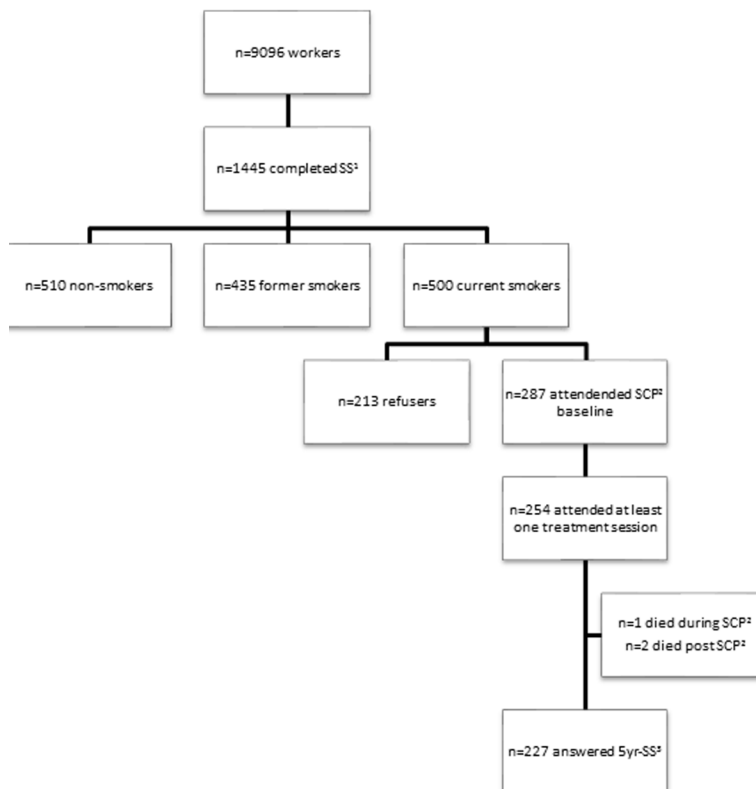 n=9096 workers
n=1445 completed SS¹
n=510 non-smokers
n=435 former smokers
n=500 current smokers
n=213 refusers
n=287 attendended SCP²
baseline
n=254 attended at least
one treatment session
n=1 died during SCP²
n=2 died post SCP²
n=227 answered 5yr-SS³